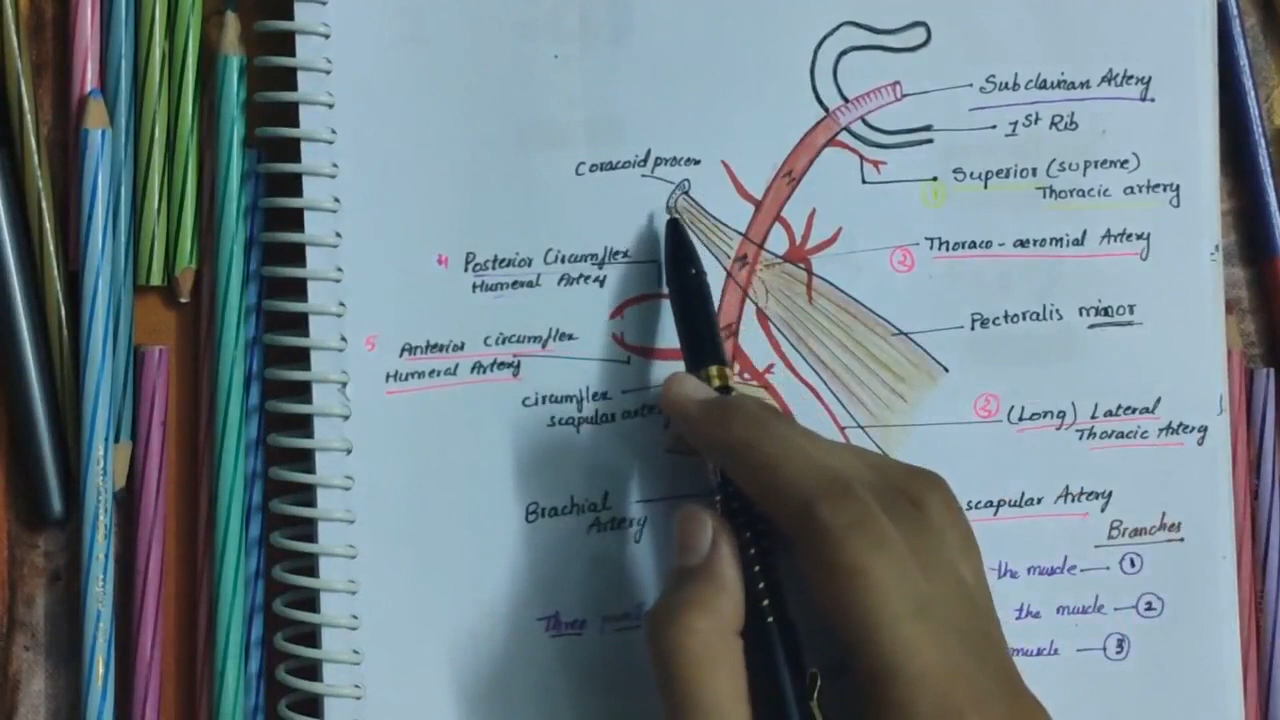 Subclavian Artery
1st Rib
Coracoid process
① Superior (supreme)
Thoracic artery
② Thoraco-acromial Artery
4 Posterior Circumflex
Humeral Artery
Pectoralis minor
5 Anterior circumflex
Humeral Artery
circumflex
scapular
③ (Long) Lateral
Thoracic Artery
Brachial
Artery
scapular Artery
Branches
the muscle - ①
Three
the muscle - ②
muscle - ③